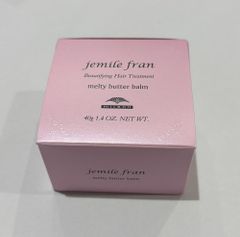 jemile fran
Beautifying Hair Treatment
melty butter balm
MILBON
40g 1.4 OZ. NET WT.
jemile fran
melty butter balm